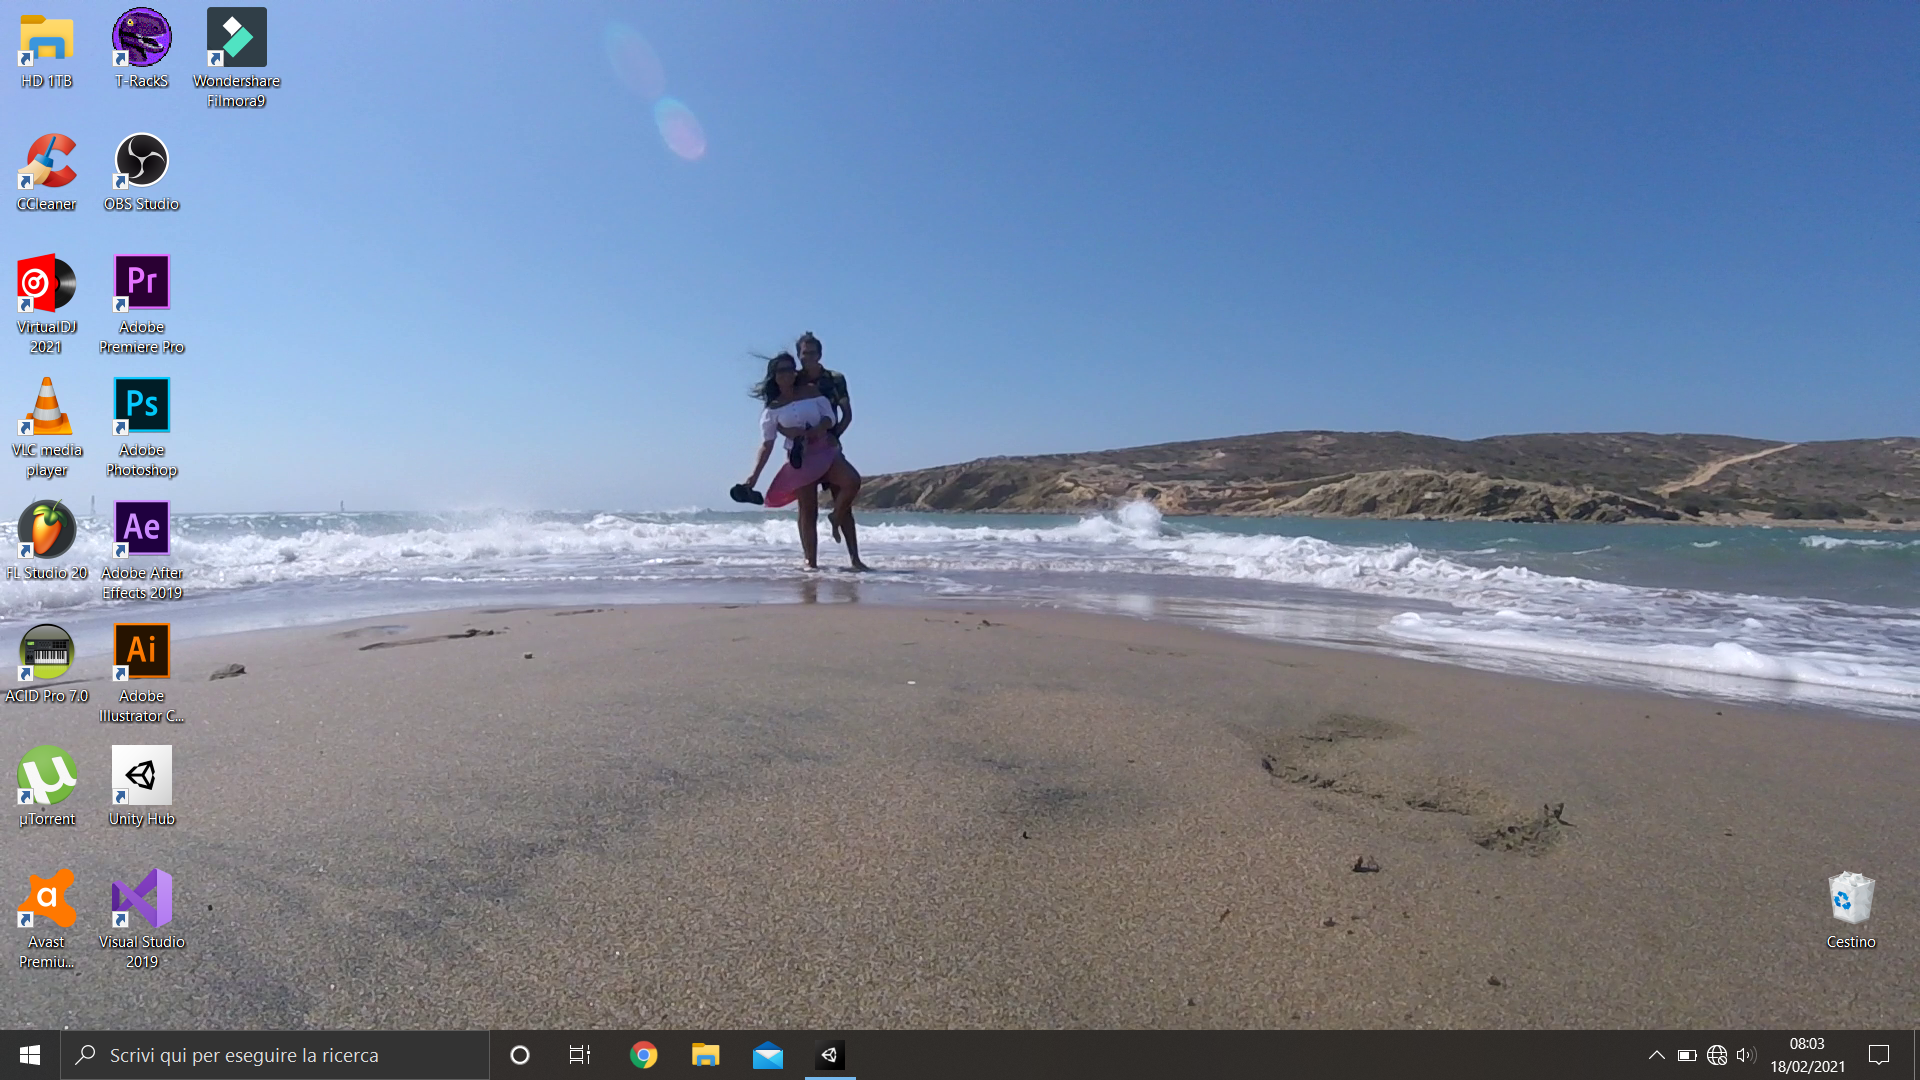 HD 1TB
T-RackS
Wondershare
Filmora9
CCleaner
OBS Studio
VirtualDJ
2021
Pr
Adobe
Premiere Pro
VLC media
player
Ps
Adobe
Photoshop
FL Studio 20
Ae
Adobe After
Effects 2019
ACID Pro 7.0
Ai
Adobe
Illustrator C...
µ
µTorrent
Unity Hub
a
Avast
Premiu...
Visual Studio
2019
Cestino
Scrivi qui per eseguire la ricerca
08:03
18/02/2021